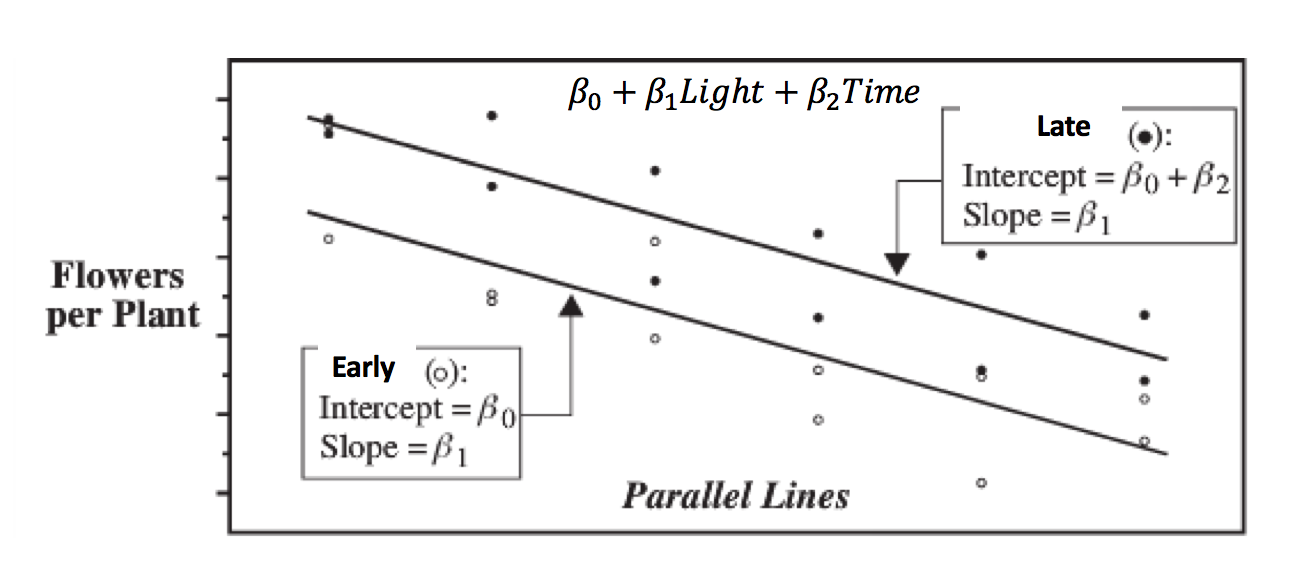 β₀ + β₁Light + β₂Time
Late (●):
Intercept = β₀ + β₂
Slope = β₁
Flowers
per Plant
Early (○):
Intercept = β₀
Slope = β₁
Parallel Lines